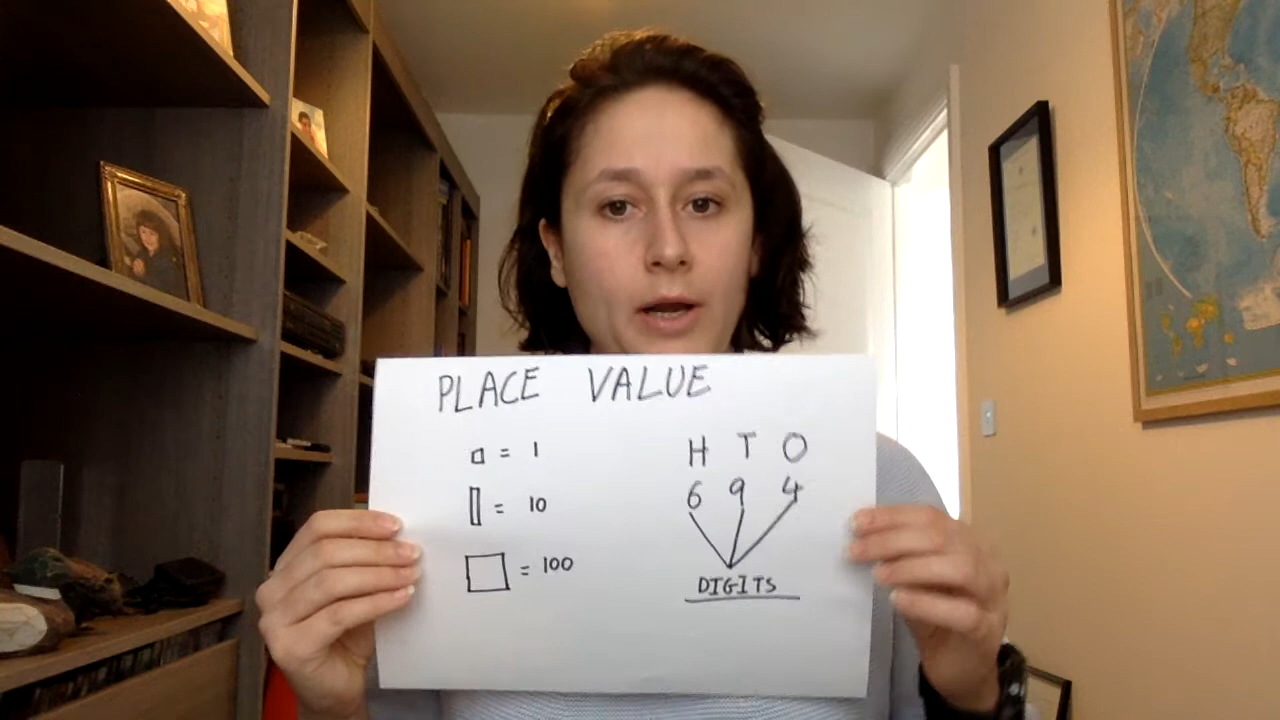 PLACE VALUE
= 1
= 10
= 100
H T O
6 9 4
DIGITS